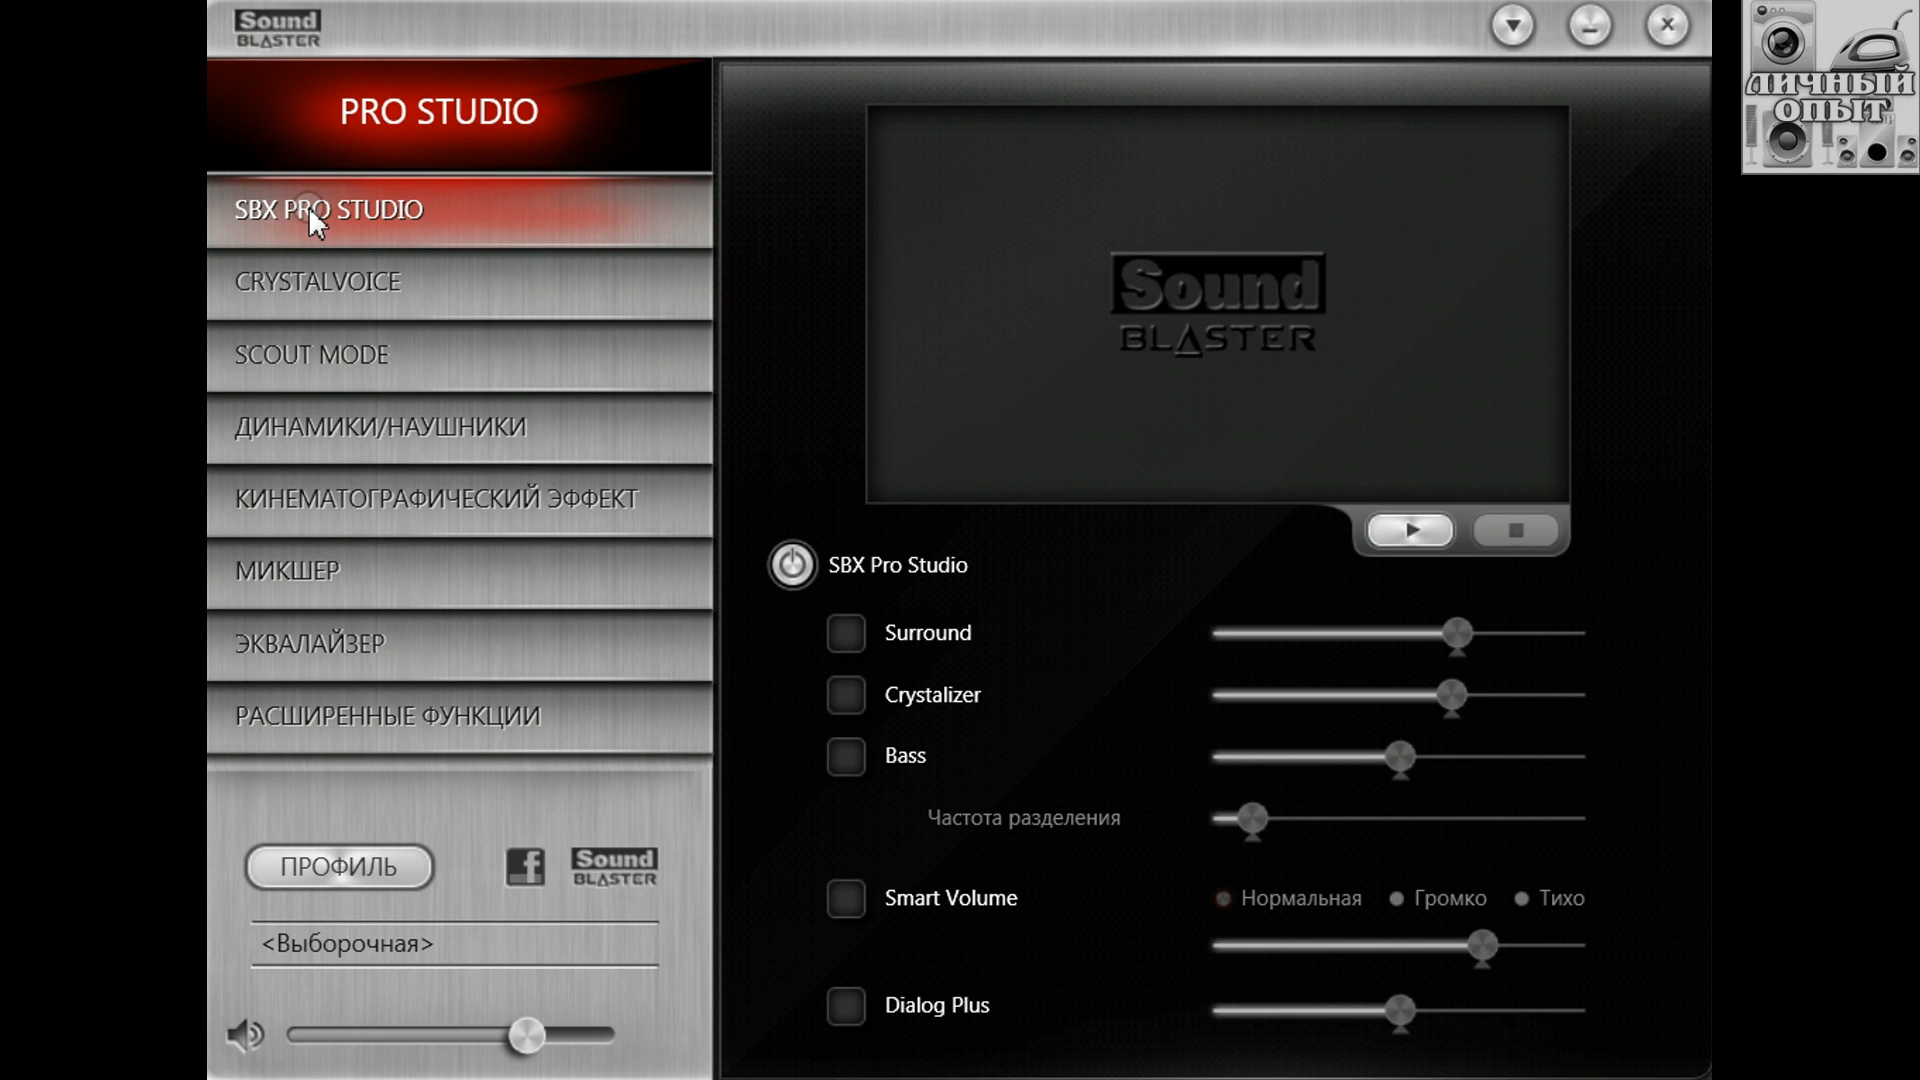 Sound
BLASTER
PRO STUDIO
SBX PRO STUDIO
CRYSTALVOICE
SCOUT MODE
ДИНАМИКИ/НАУШНИКИ
КИНЕМАТОГРАФИЧЕСКИЙ ЭФФЕКТ
МИКШЕР
ЭКВАЛАЙЗЕР
РАСШИРЕННЫЕ ФУНКЦИИ
ПРОФИЛЬ
f
Sound
BLASTER
<Выборочная>
Sound
BLASTER
SBX Pro Studio
Surround
Crystalizer
Bass
Частота разделения
Smart Volume
Нормальная Громко Тихо
Dialog Plus
ЛИЧНЫЙ
ОПЫТ